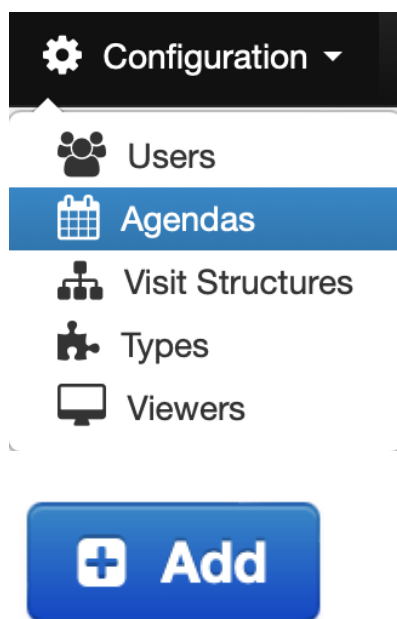 Configuration
Users
Agendas
Visit Structures
Types
Viewers
Add